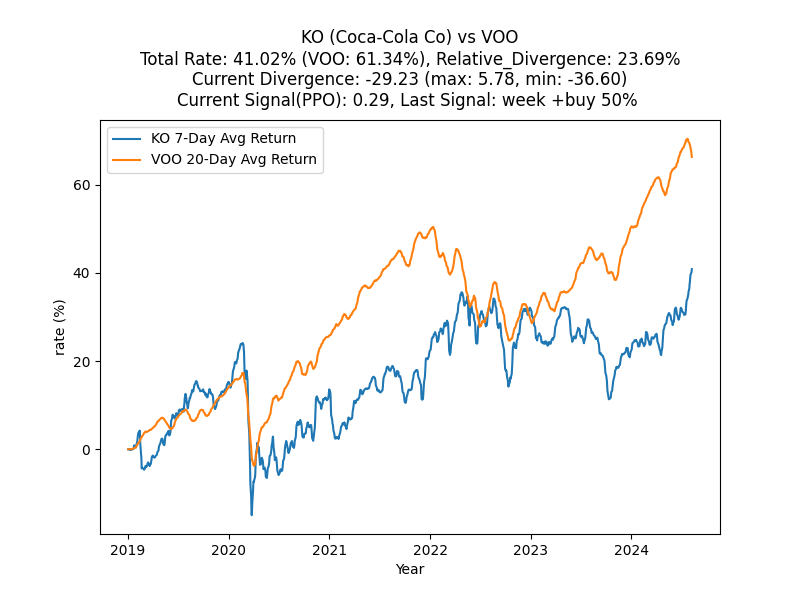 KO (Coca-Cola Co) vs VOO
Total Rate: 41.02% (VOO: 61.34%), Relative_Divergence: 23.69%
Current Divergence: -29.23 (max: 5.78, min: -36.60)
Current Signal(PPO): 0.29, Last Signal: week +buy 50%
KO 7-Day Avg Return
VOO 20-Day Avg Return
60
40
20
0
rate (%)
2019
2020
2021
2022
2023
2024
Year